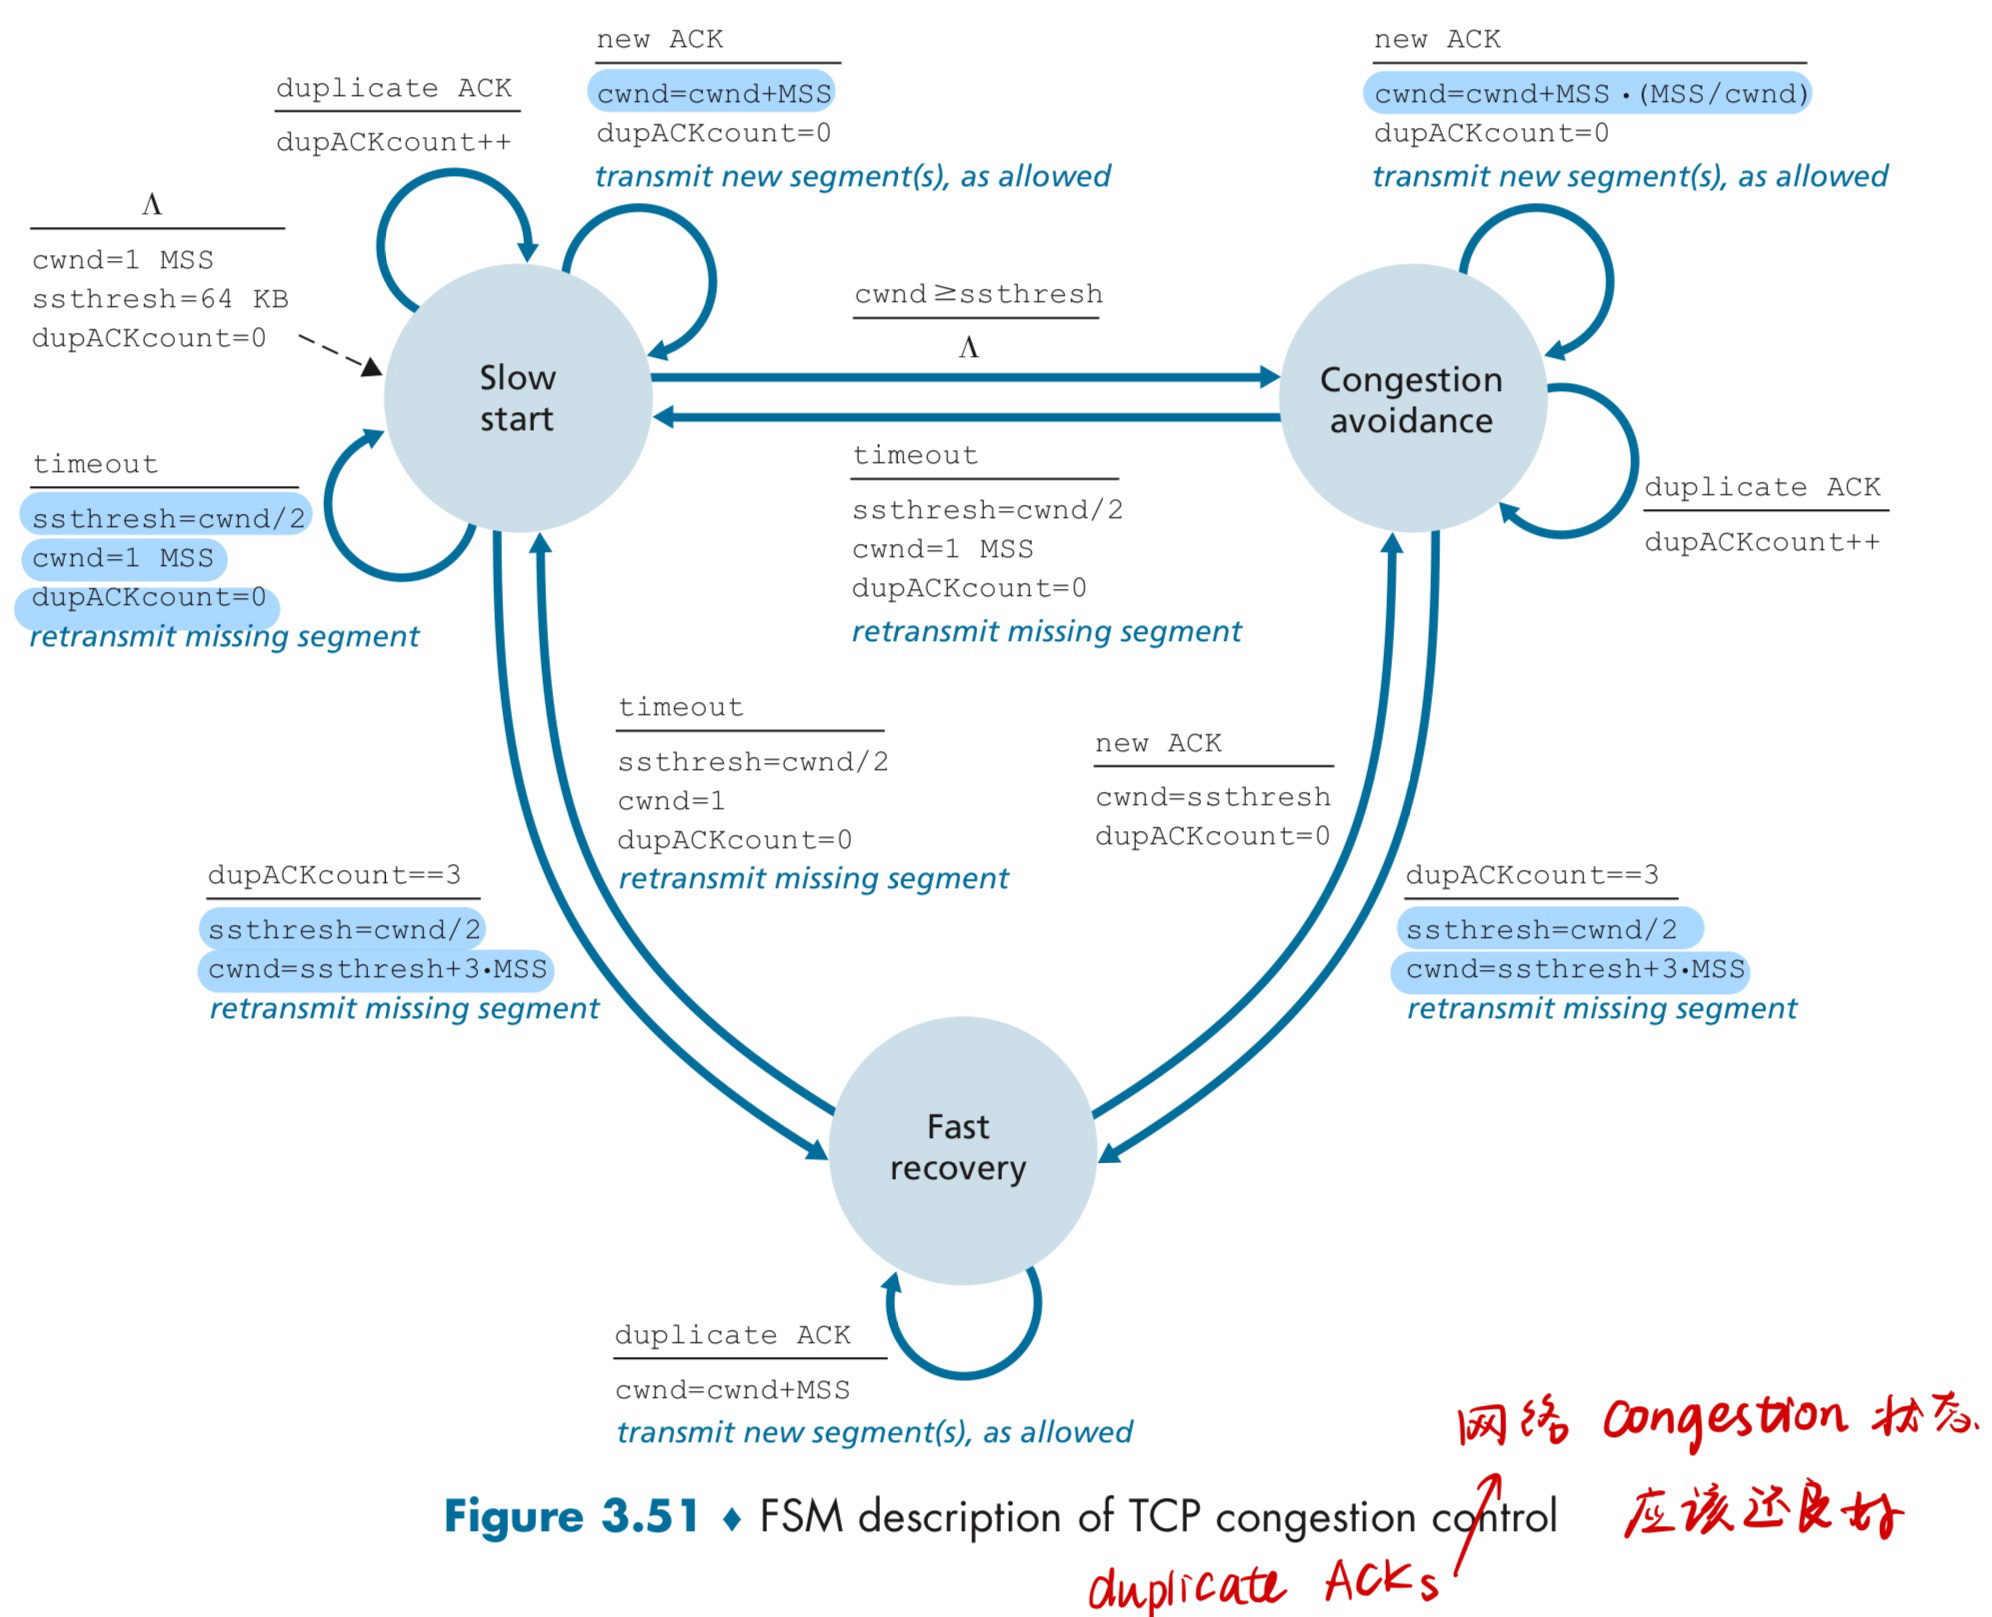 new ACK
cwnd=cwnd+MSS
dupACKcount=0
transmit new segment(s), as allowed
new ACK
cwnd=cwnd+MSS·(MSS/cwnd)
dupACKcount=0
transmit new segment(s), as allowed
duplicate ACK
dupACKcount++
Λ
cwnd=1 MSS
ssthresh=64 KB
dupACKcount=0
cwnd≥ssthresh
Λ
Slow
start
Congestion
avoidance
timeout
ssthresh=cwnd/2
cwnd=1 MSS
dupACKcount=0
retransmit missing segment
timeout
ssthresh=cwnd/2
cwnd=1 MSS
dupACKcount=0
retransmit missing segment
duplicate ACK
dupACKcount++
timeout
ssthresh=cwnd/2
cwnd=1
dupACKcount=0
retransmit missing segment
new ACK
cwnd=ssthresh
dupACKcount=0
dupACKcount==3
ssthresh=cwnd/2
cwnd=ssthresh+3·MSS
retransmit missing segment
dupACKcount==3
ssthresh=cwnd/2
cwnd=ssthresh+3·MSS
retransmit missing segment
Fast
recovery
duplicate ACK
cwnd=cwnd+MSS
transmit new segment(s), as allowed
网络 congestion 状态
应该还良好
Figure 3.51 ♦ FSM description of TCP congestion control
duplicate ACKs